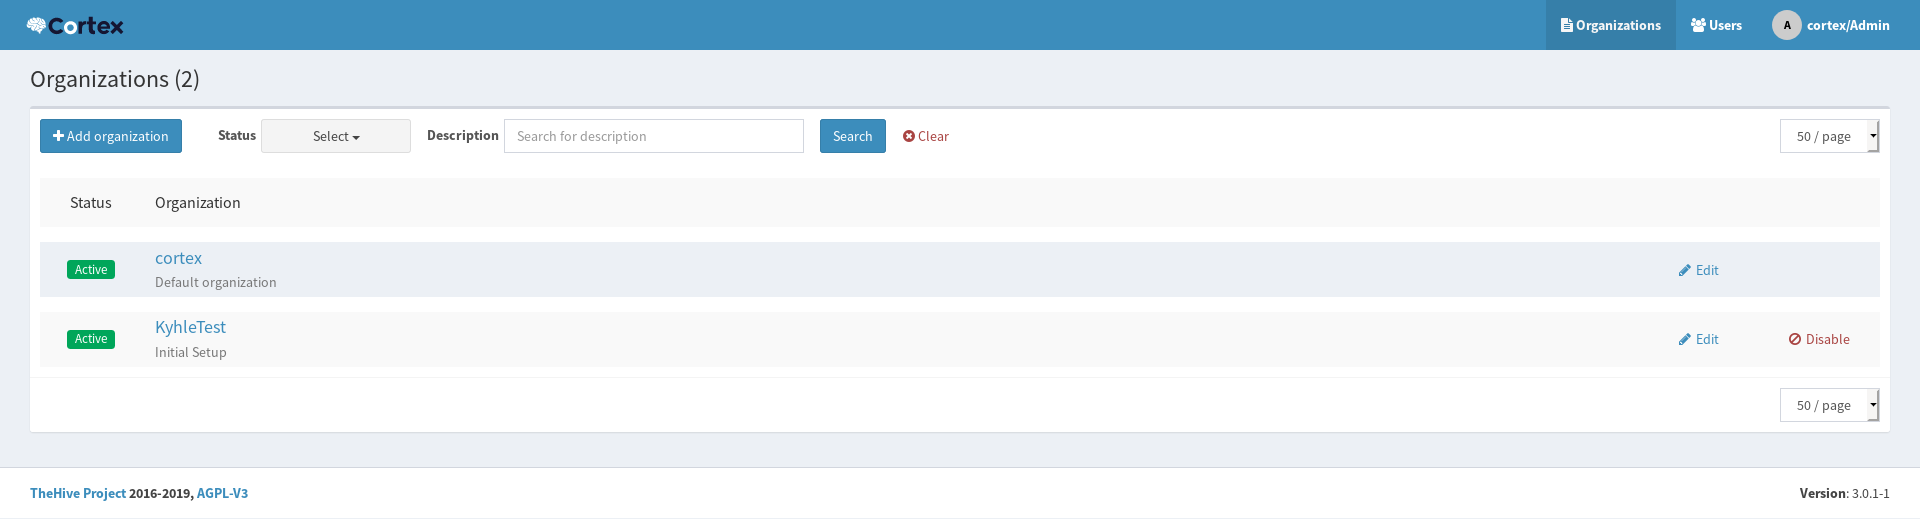 Cortex
Organizations
Users
A
cortex/Admin
Organizations (2)
Add organization
Status
Select
Description
Search for description
Search
Clear
50 / page
Status
Organization
Active
cortex
Default organization
Edit
Active
KyhleTest
Initial Setup
Edit
Disable
50 / page
TheHive Project 2016-2019, AGPL-V3
Version: 3.0.1-1